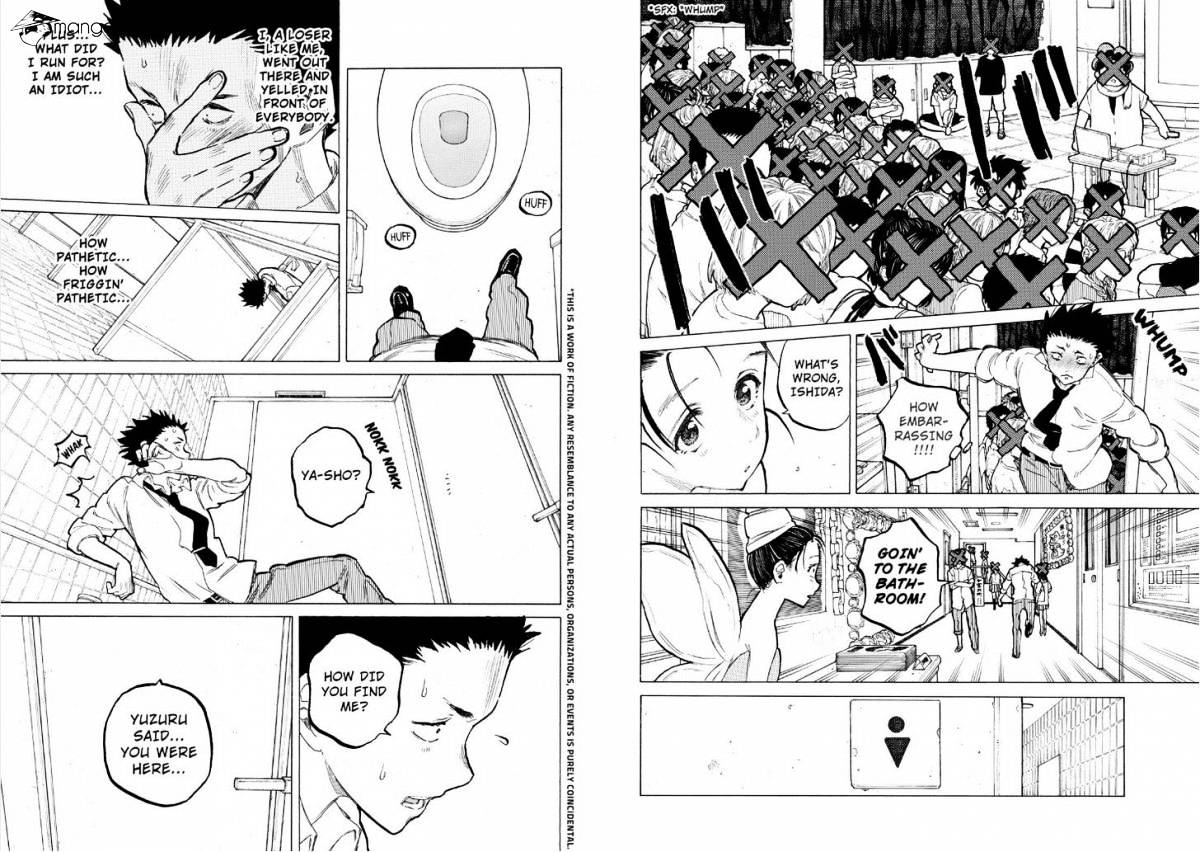 *SFX: "WHUMP"
WHUMP
HOW
EMBAR-
RASSING
!!!!
WHAT'S
WRONG,
ISHIDA?
GOIN'
TO THE
BATH-
ROOM!
*THIS IS A WORK OF FICTION. ANY RESEMBLANCE TO ANY ACTUAL PERSONS, ORGANIZATIONS, OR EVENTS IS PURELY COINCIDENTAL.
HUFF
HUFF
I, A LOSER
LIKE ME,
WENT OUT
THERE AND
YELLED IN
FRONT OF
EVERYBODY.
PLUS...
WHAT DID
I RUN FOR?
I AM SUCH
AN IDIOT...
HOW
PATHETIC...
HOW
FRIGGIN'
PATHETIC...
NOKK NOKK
YA-SHO?
WHAK
HOW DID
YOU FIND
ME?
YUZURU
SAID...
YOU WERE
HERE...